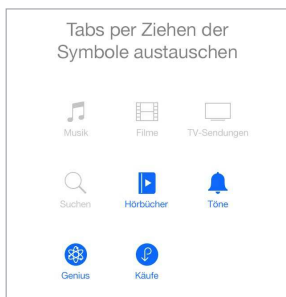 Tabs per Ziehen der
Symbole austauschen
Musik Filme TV-Sendungen
Suchen Hörbücher Töne
Genius Käufe